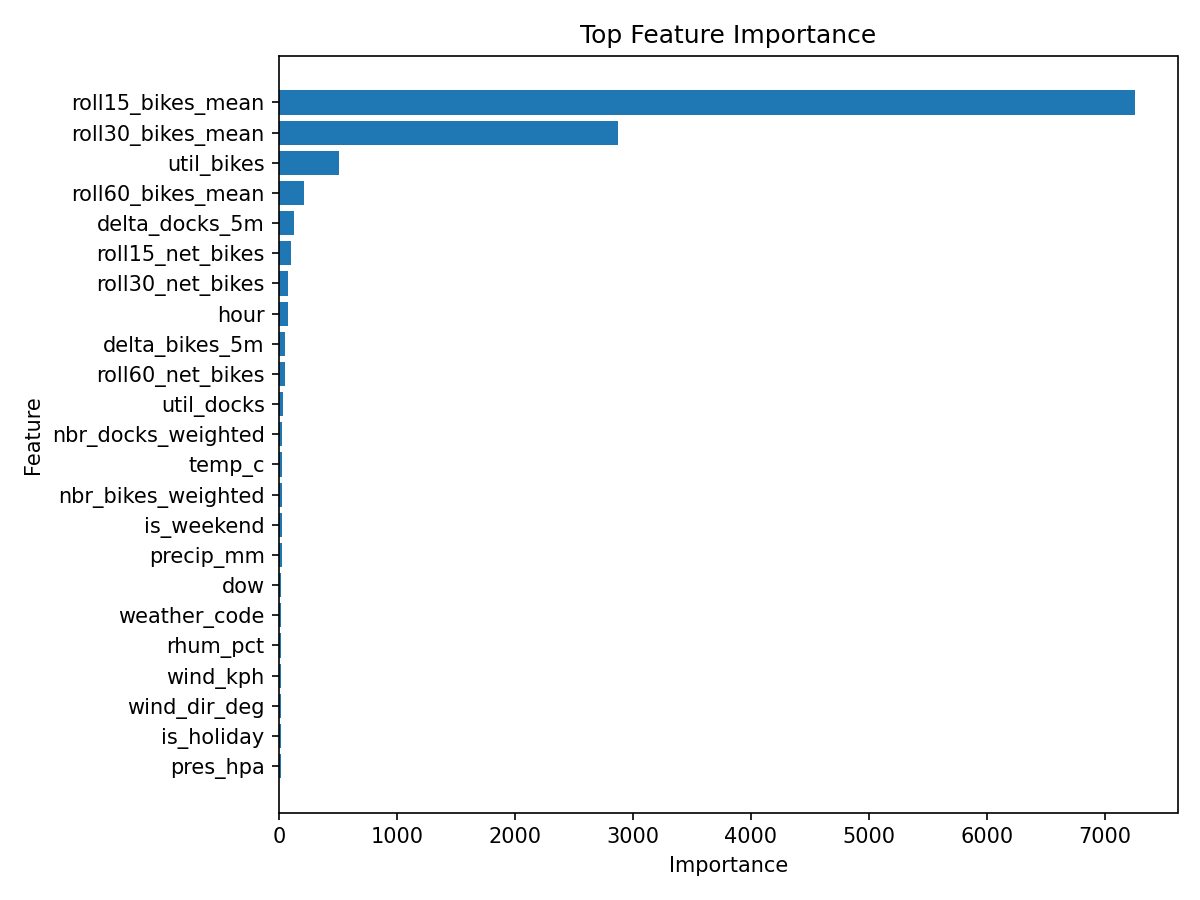 Top Feature Importance
roll15_bikes_mean
roll30_bikes_mean
util_bikes
roll60_bikes_mean
delta_docks_5m
roll15_net_bikes
roll30_net_bikes
hour
delta_bikes_5m
roll60_net_bikes
util_docks
nbr_docks_weighted
temp_c
nbr_bikes_weighted
is_weekend
precip_mm
dow
weather_code
rhum_pct
wind_kph
wind_dir_deg
is_holiday
pres_hpa
Feature
0 1000 2000 3000 4000 5000 6000 7000
Importance